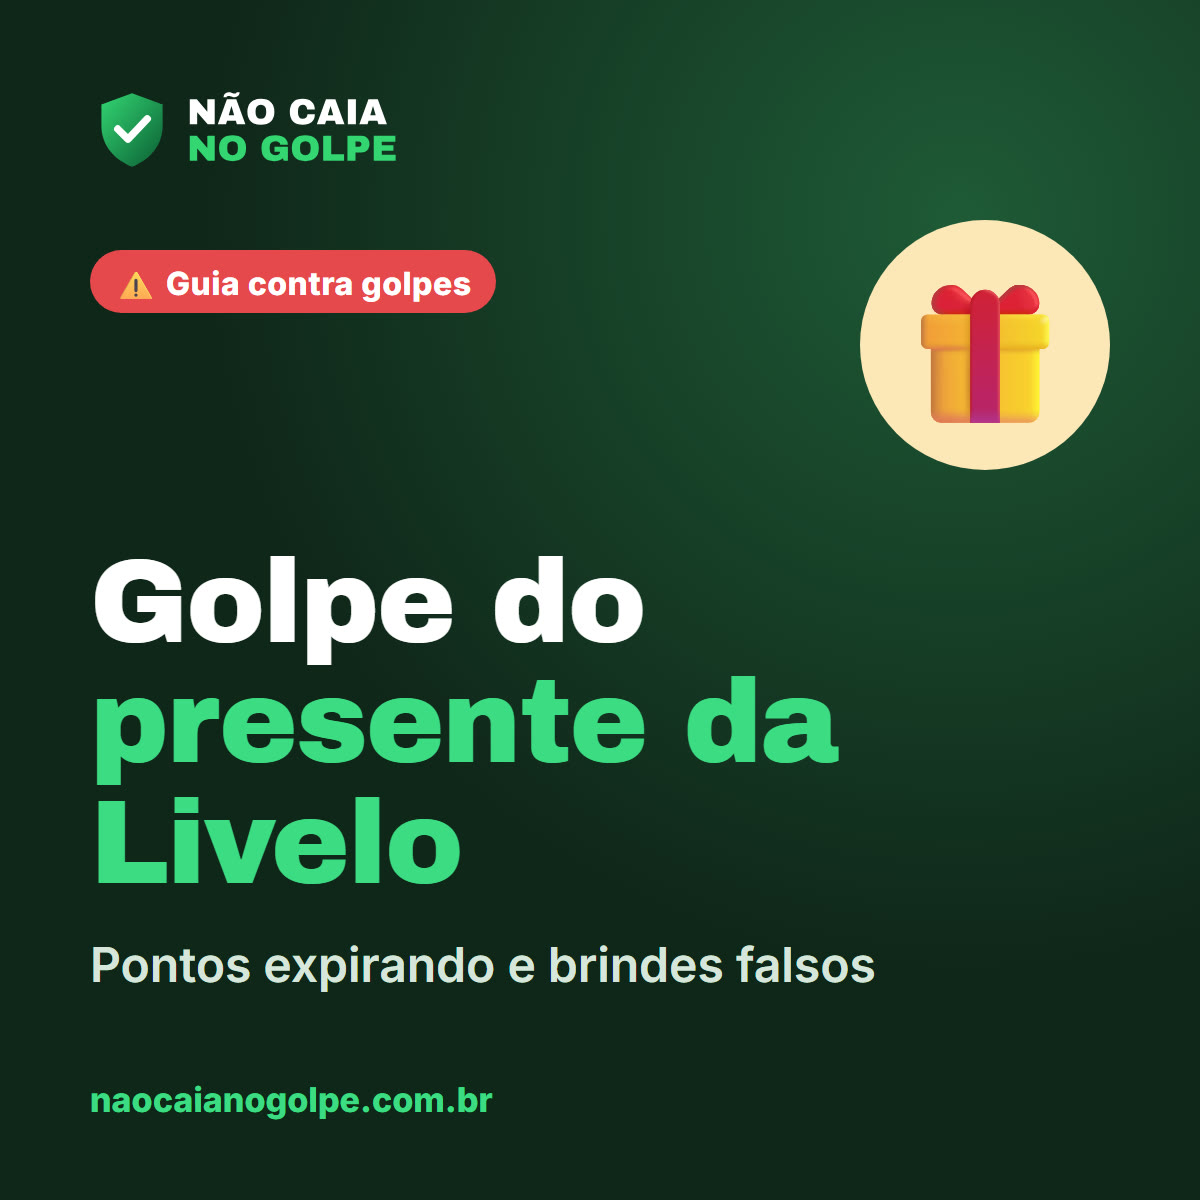 NÃO CAIA
NO GOLPE
Guia contra golpes
Golpe do
presente da
Livelo
Pontos expirando e brindes falsos
naocaianogolpe.com.br